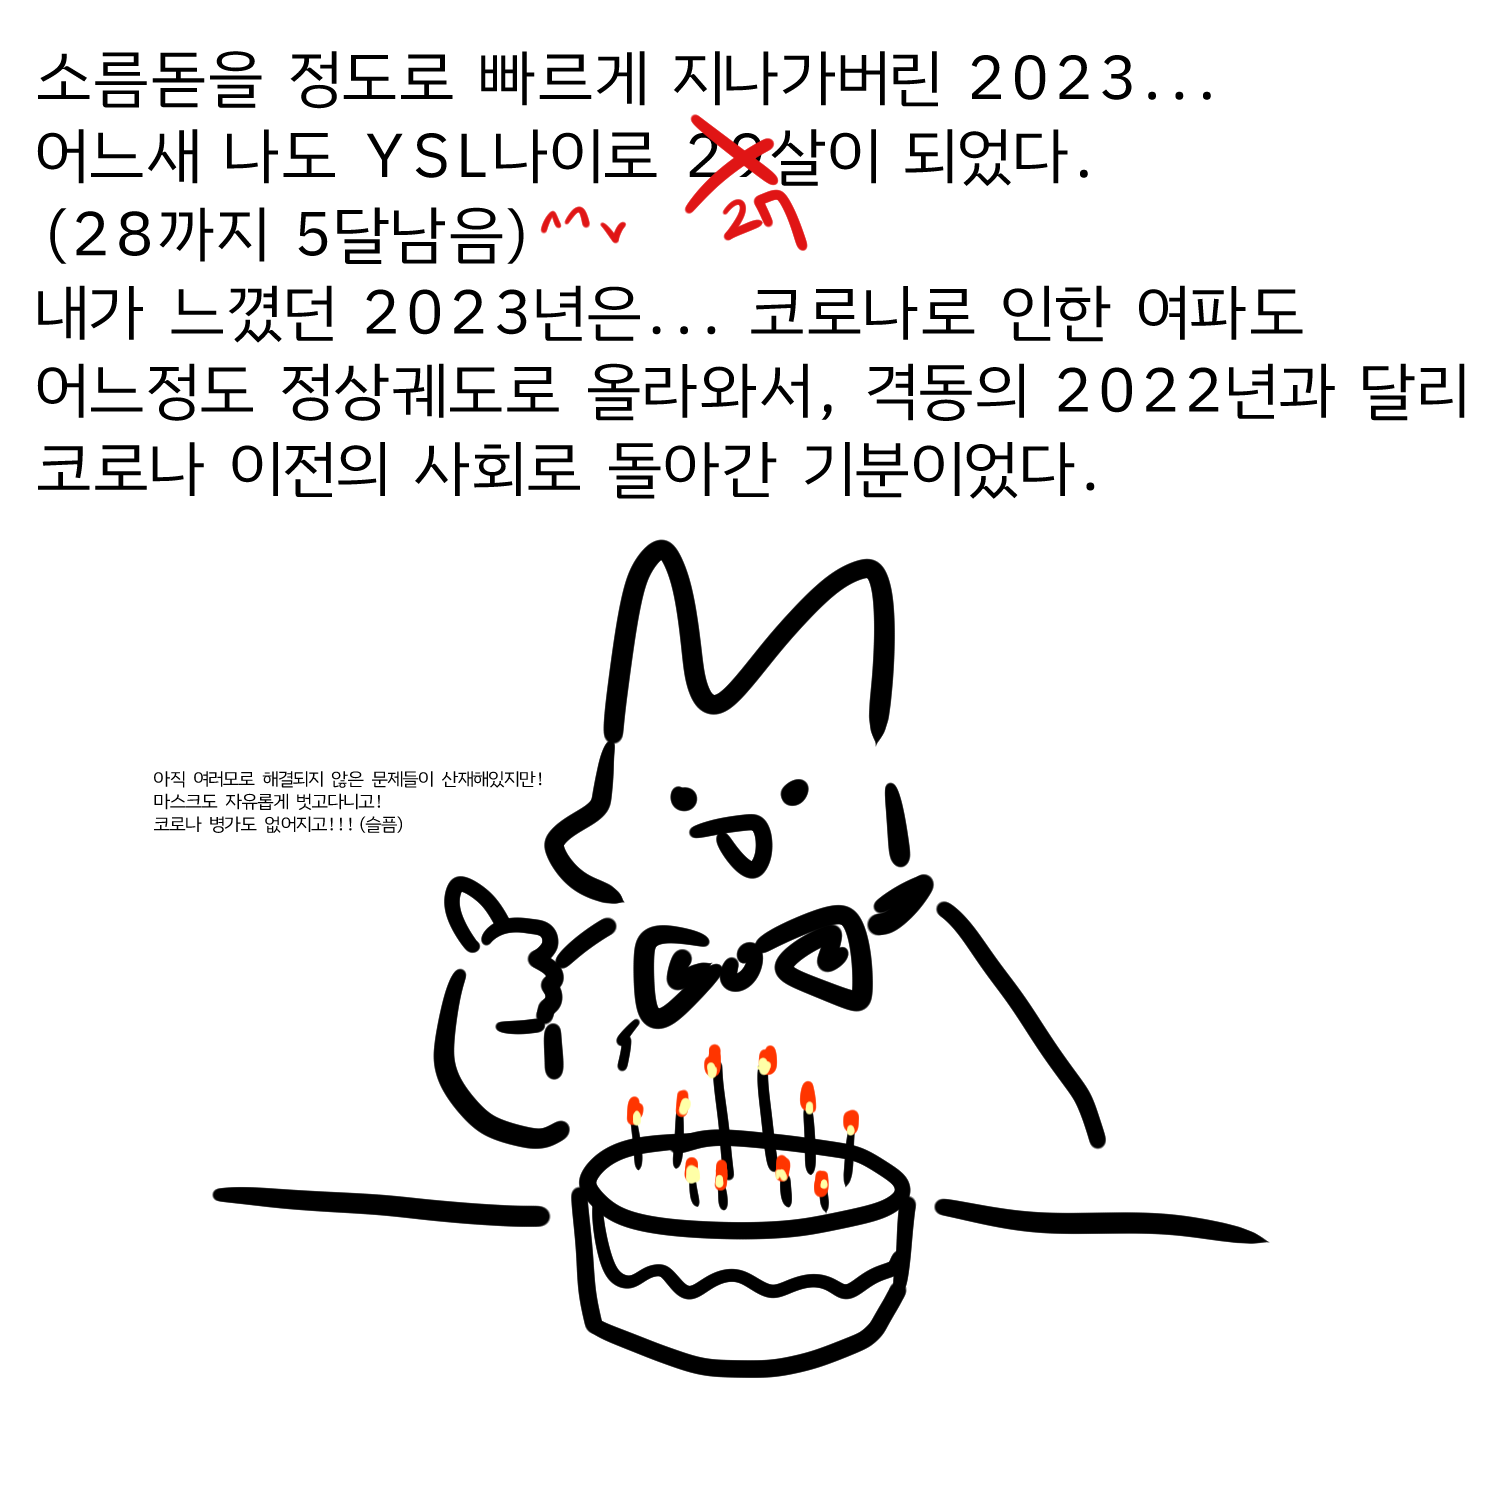 소름돋을 정도로 빠르게 지나가버린 2023...
어느새 나도 YSL나이로 29살이 되었다.
27
(28까지 5달남음) ^^v
내가 느꼈던 2023년은... 코로나로 인한 여파도
어느정도 정상궤도로 올라와서, 격동의 2022년과 달리
코로나 이전의 사회로 돌아간 기분이었다.
아직 여러모로 해결되지 않은 문제들이 산재해있지만!
마스크도 자유롭게 벗고다니고!
코로나 병가도 없어지고!!! (슬픔)